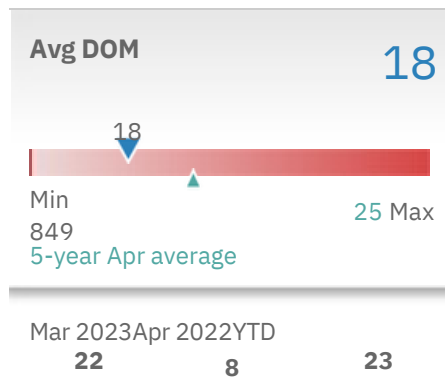 Avg DOM
18
18
Min
849
25 Max
5-year Apr average
Mar 2023Apr 2022YTD
22 8 23